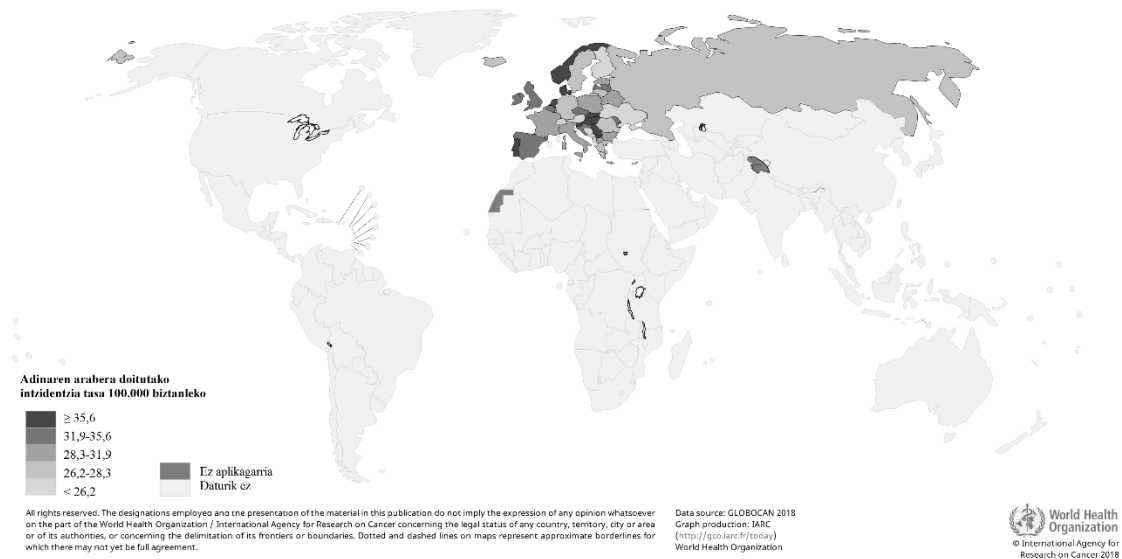 Adinaren arabera doitutako
intzidentzia tasa 100.000 biztanleko
≥ 35,6
31,9-35,6
28,3-31,9
26,2-28,3
< 26,2
Ez aplikagarria
Daturik ez
All rights reserved. The designations employed and the presentation of the material in this publication do not imply the expression of any opinion whatsoever
on the part of the World Health Organization / International Agency for Research on Cancer concerning the legal status of any country, territory, city or area
or of its authorities, or concerning the delimitation of its frontiers or boundaries. Dotted and dashed lines on maps represent approximate borderlines for
which there may not yet be full agreement.
Data source: GLOBOCAN 2018
Graph production: IARC
(http://gco.iarc.fr/today)
World Health Organization
World Health
Organization
© International Agency for
Research on Cancer 2018